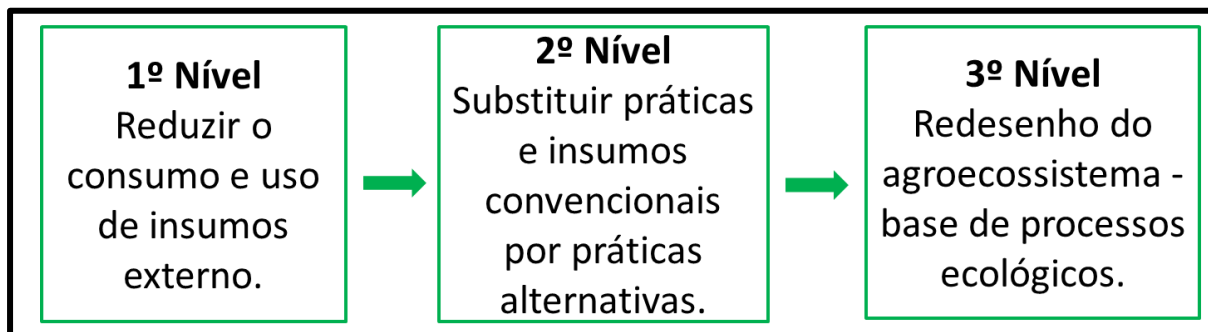 1º Nível
Reduzir o
consumo e uso
de insumos
externo.
2º Nível
Substituir práticas
e insumos
convencionais
por práticas
alternativas.
3º Nível
Redesenho do
agroecossistema -
base de processos
ecológicos.